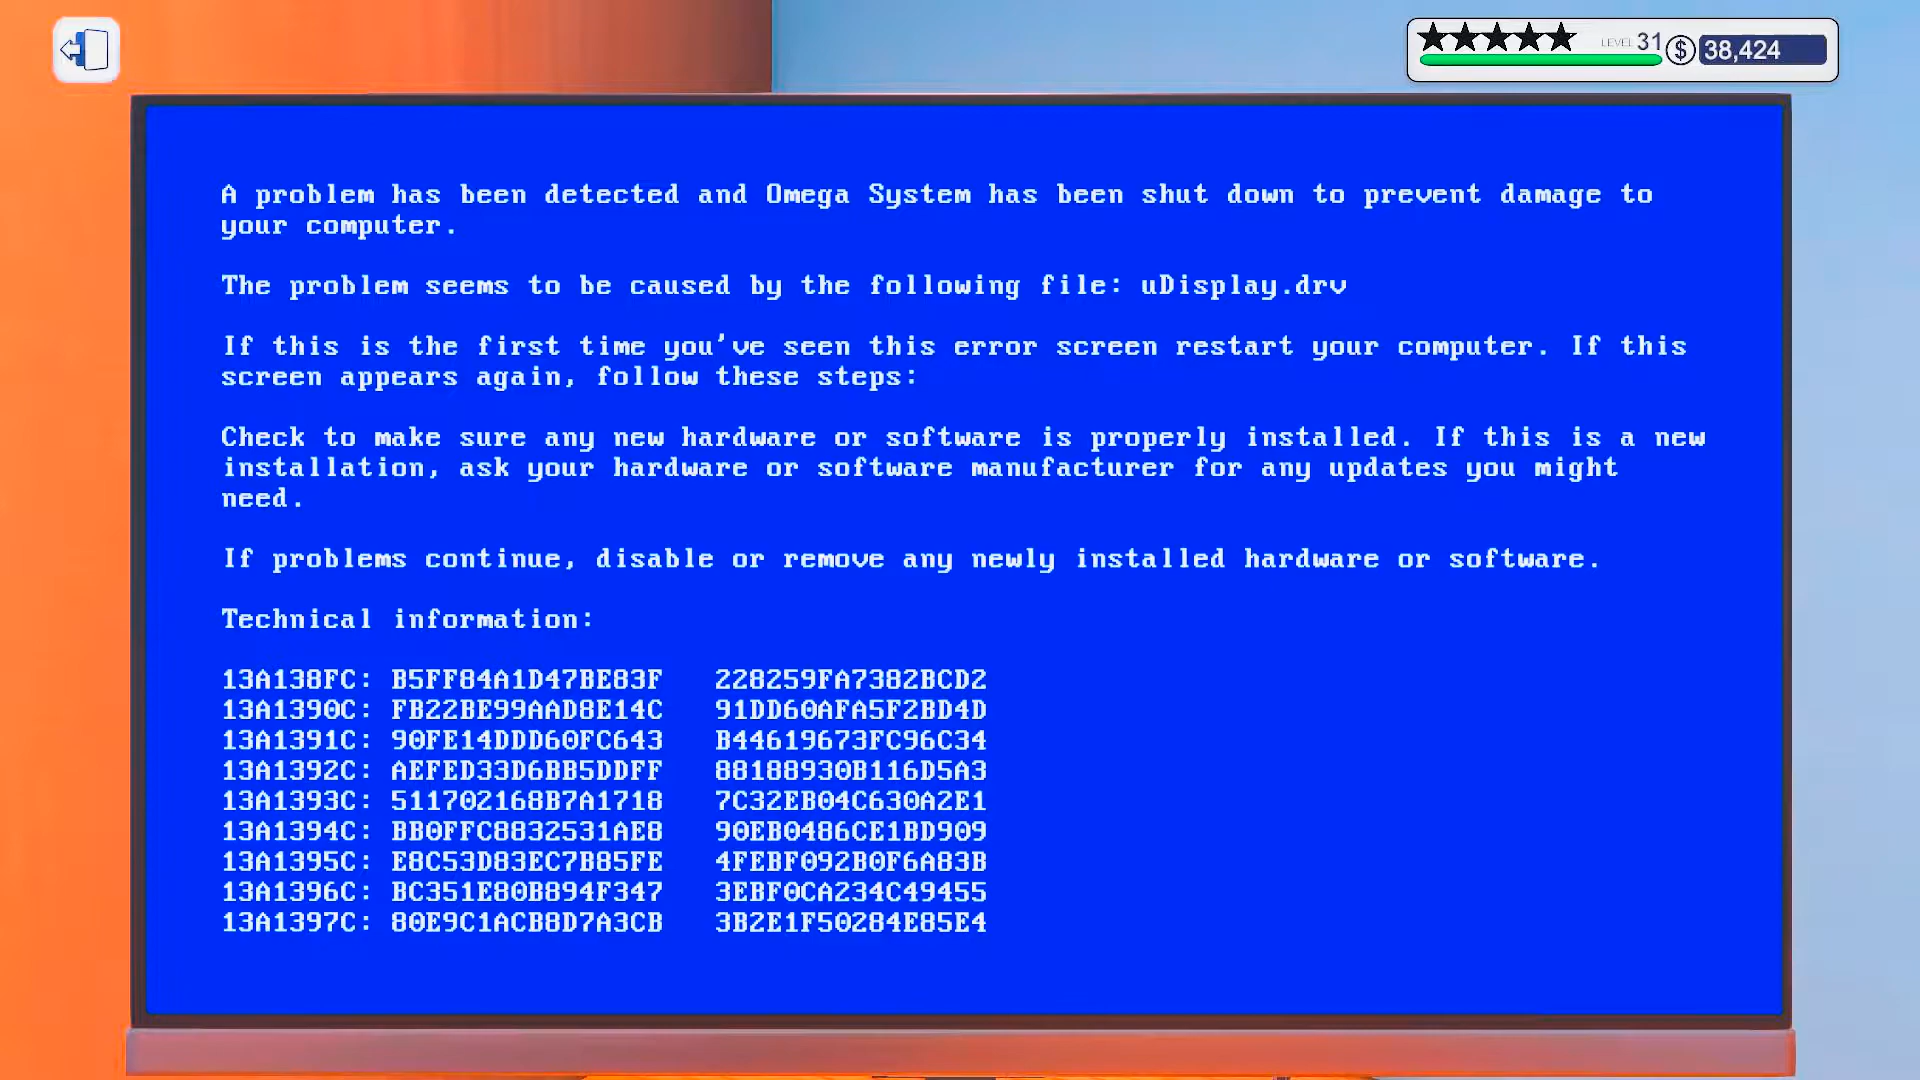 LEVEL 31
$ 38,424
A problem has been detected and Omega System has been shut down to prevent damage to
your computer.
The problem seems to be caused by the following file: uDisplay.drv
If this is the first time you've seen this error screen restart your computer. If this
screen appears again, follow these steps:
Check to make sure any new hardware or software is properly installed. If this is a new
installation, ask your hardware or software manufacturer for any updates you might
need.
If problems continue, disable or remove any newly installed hardware or software.
Technical information:
13A138FC: B5FF84A1D47BE83F 228259FA7382BCD2
13A1390C: FB22BE99AAD8E14C 91DD60AFA5F2BD4D
13A1391C: 90FE14DDD60FC643 B44619673FC96C34
13A1392C: AEFED33D6BB5DDFF 88188930B116D5A3
13A1393C: 511702168B7A1718 7C32EB04C630A2E1
13A1394C: BB0FFC8832531AE8 90EB0486CE1BD909
13A1395C: E8C53D83EC7B85FE 4FEBF092B0F6A83B
13A1396C: BC351E80B894F347 3EBF0CA234C49455
13A1397C: 80E9C1ACB8D7A3CB 3B2E1F50284E85E4